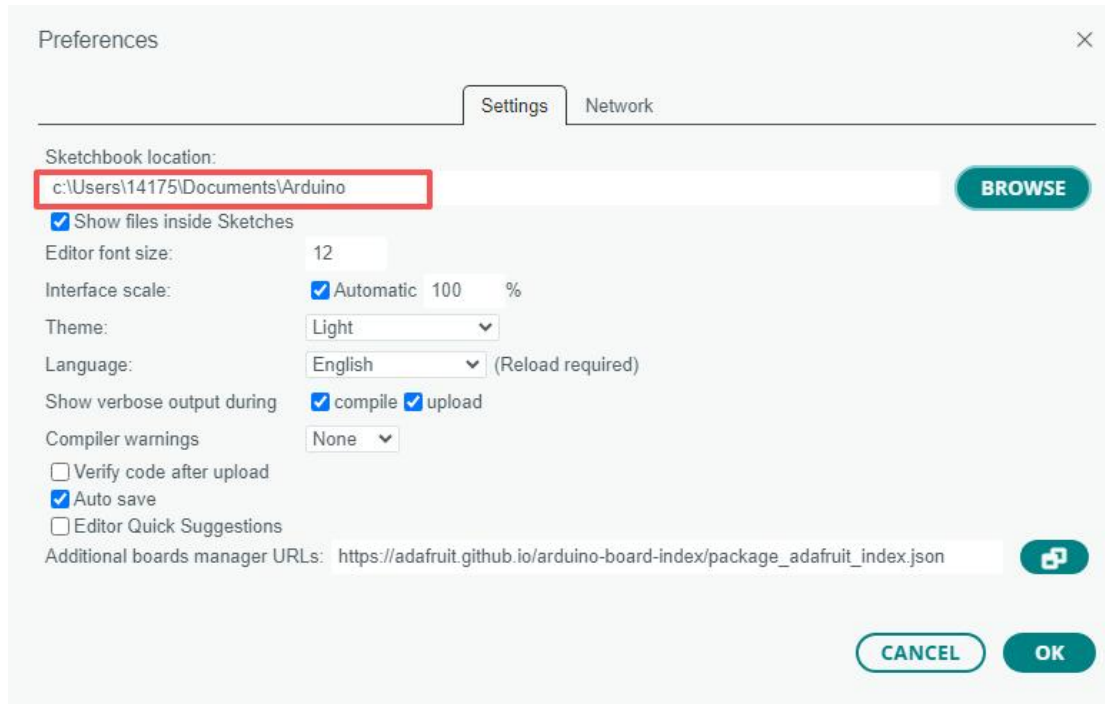 Preferences
Settings Network
Sketchbook location:
c:\Users\14175\Documents\Arduino BROWSE
Show files inside Sketches
Editor font size: 12
Interface scale: Automatic 100 %
Theme: Light
Language: English (Reload required)
Show verbose output during compile upload
Compiler warnings None
Verify code after upload
Auto save
Editor Quick Suggestions
Additional boards manager URLs: https://adafruit.github.io/arduino-board-index/package_adafruit_index.json
CANCEL OK